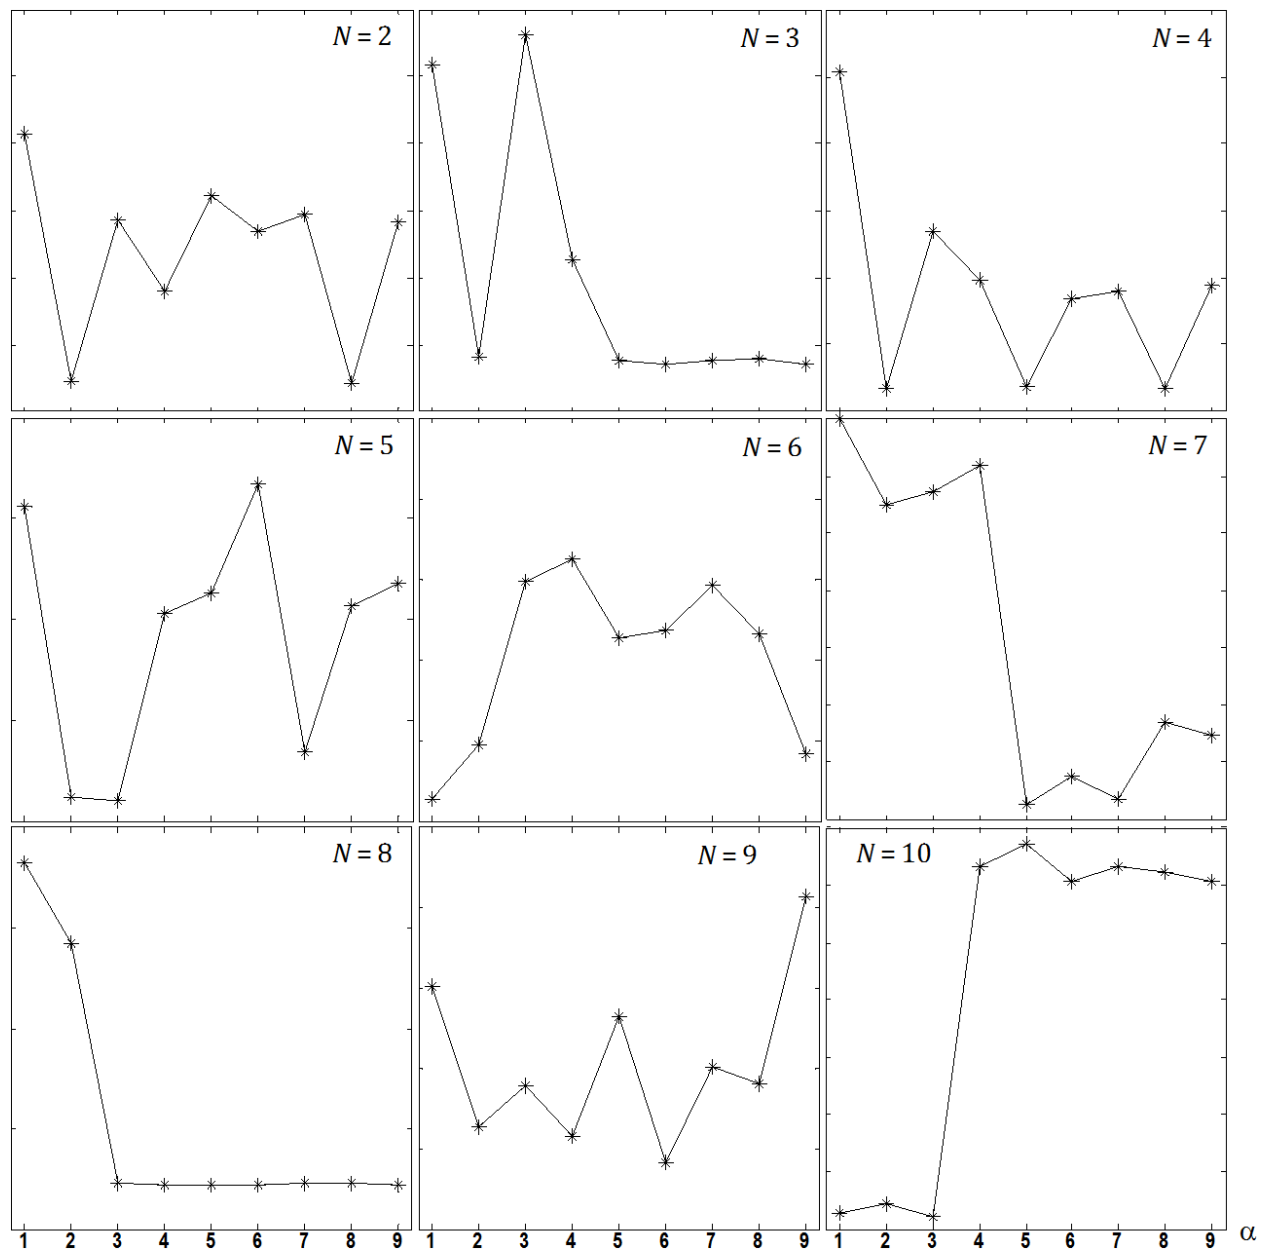 N = 2
N = 3
N = 4
N = 5
N = 6
N = 7
N = 8
N = 9
N = 10
1 2 3 4 5 6 7 8 9 1 2 3 4 5 6 7 8 9 1 2 3 4 5 6 7 8 9 α